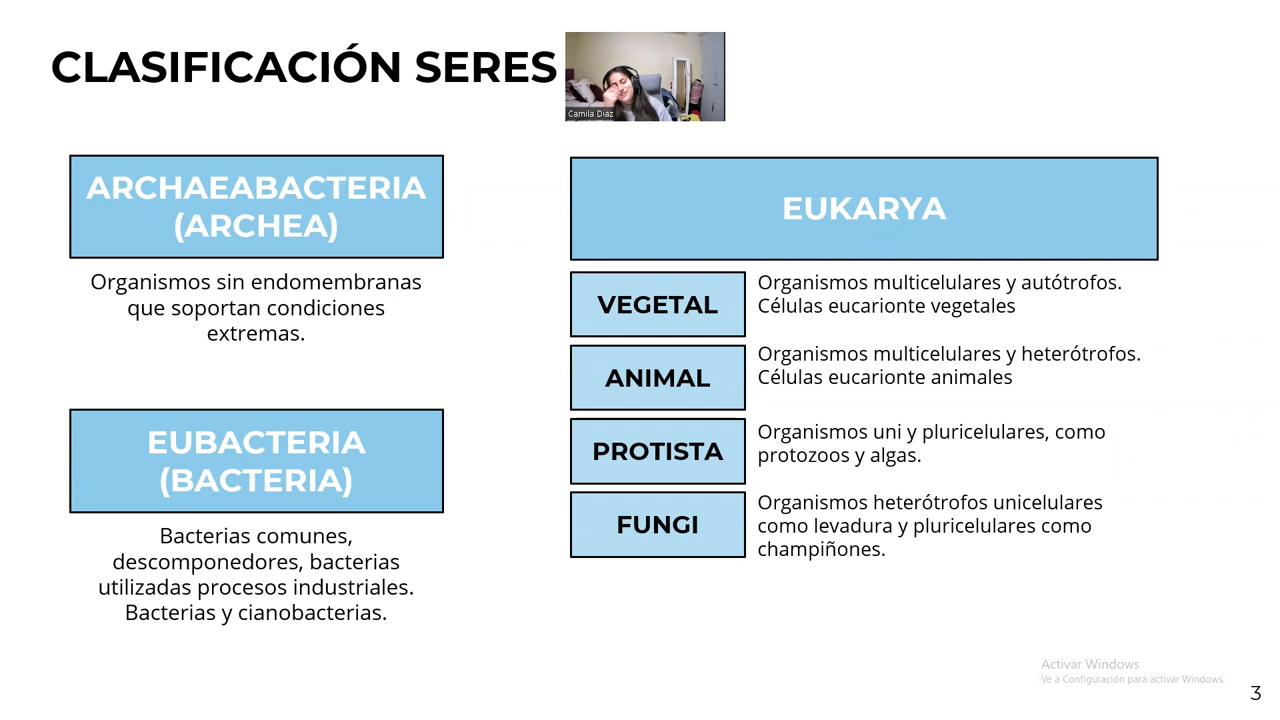 CLASIFICACIÓN SERES
Camila Diaz
ARCHAEABACTERIA
(ARCHEA)
Organismos sin endomembranas
que soportan condiciones
extremas.
EUBACTERIA
(BACTERIA)
Bacterias comunes,
descomponedores, bacterias
utilizadas procesos industriales.
Bacterias y cianobacterias.
EUKARYA
VEGETAL
Organismos multicelulares y autótrofos.
Células eucarionte vegetales
ANIMAL
Organismos multicelulares y heterótrofos.
Células eucarionte animales
PROTISTA
Organismos uni y pluricelulares, como
protozoos y algas.
FUNGI
Organismos heterótrofos unicelulares
como levadura y pluricelulares como
champiñones.
Activar Windows
Ve a Configuración para activar Windows.
3